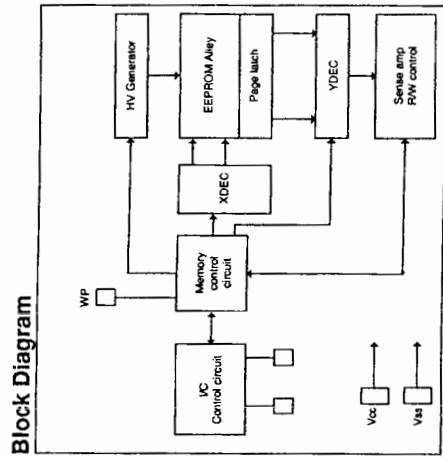 Block Diagram
HV Generator
EEPROM Alley
Page latch
YDEC
Sense amp
R/W control
XDEC
WP
Memory
control
circuit
I/C
Control circuit
Vcc
Vss